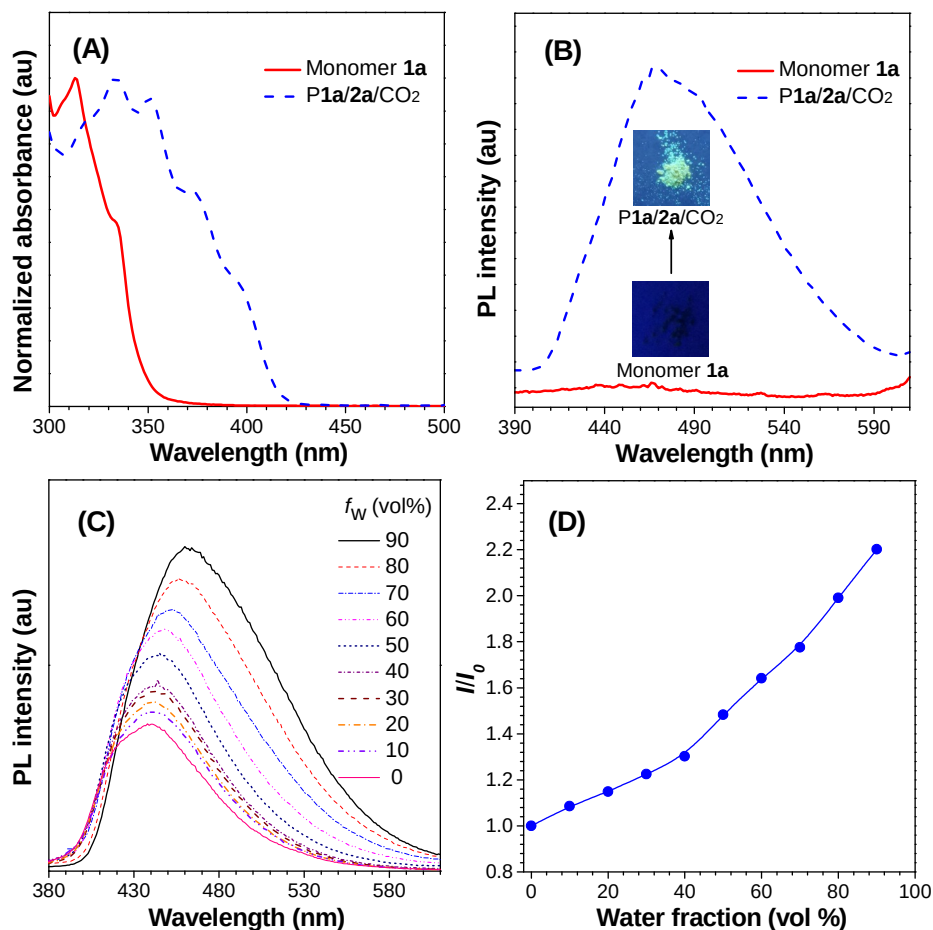 (A)
Monomer 1a
P1a/2a/CO2
Normalized absorbance (au)
300 350 400 450 500
Wavelength (nm)
(B)
Monomer 1a
P1a/2a/CO2
PL intensity (au)
P1a/2a/CO2
Monomer 1a
390 440 490 540 590
Wavelength (nm)
(C)
fW (vol%)
90
80
70
60
50
40
30
20
10
0
PL intensity (au)
380 430 480 530 580
Wavelength (nm)
(D)
I/I0
2.4
2.2
2.0
1.8
1.6
1.4
1.2
1.0
0.8
0 20 40 60 80 100
Water fraction (vol %)